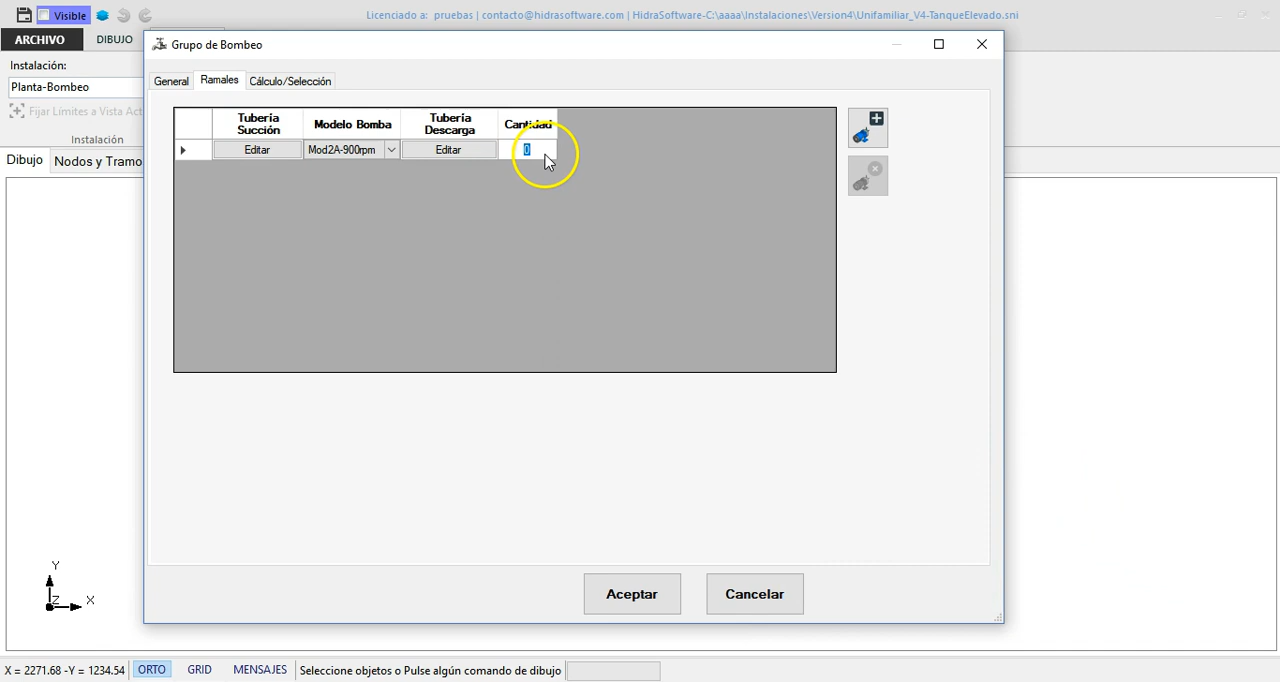 Visible
Licenciado a: pruebas | contacto@hidrasoftware.com | HidraSoftware-C:\aaaa\Instalaciones\Version4\Unifamiliar_V4-TanqueElevado.sni
ARCHIVO
DIBUJO
Grupo de Bombeo
Instalación:
Planta-Bombeo
Fijar Límites a Vista Act
Instalación
Dibujo
Nodos y Tramo
General
Ramales
Cálculo/Selección
Tubería Succión
Modelo Bomba
Tubería Descarga
Cantidad
Editar
Mod2A-900rpm
Editar
0
Aceptar
Cancelar
Y
Z
X
X = 2271.68 -Y = 1234.54
ORTO
GRID
MENSAJES
Seleccione objetos o Pulse algún comando de dibujo